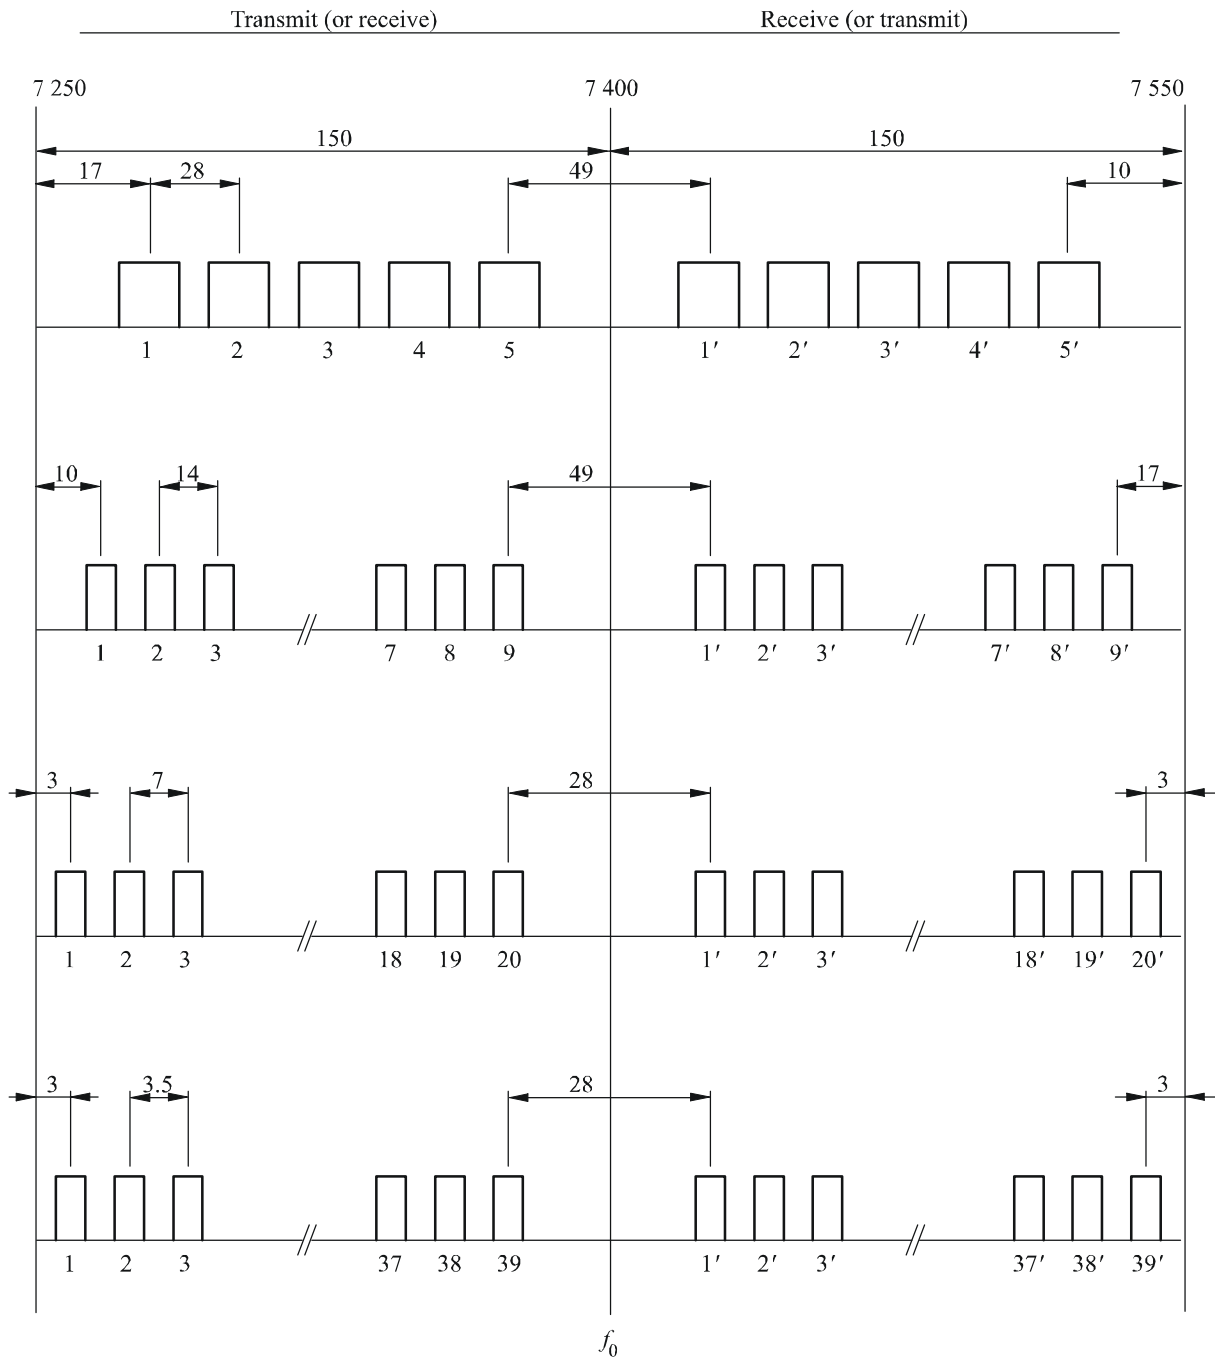 Transmit (or receive) Receive (or transmit)
7 250 7 400 7 550
150 150
17 28 49 10
1 2 3 4 5 1′ 2′ 3′ 4′ 5′
10 14 49 17
1 2 3 7 8 9 1′ 2′ 3′ 7′ 8′ 9′
3 7 28 3
1 2 3 18 19 20 1′ 2′ 3′ 18′ 19′ 20′
3 3.5 28 3
1 2 3 37 38 39 1′ 2′ 3′ 37′ 38′ 39′
f₀